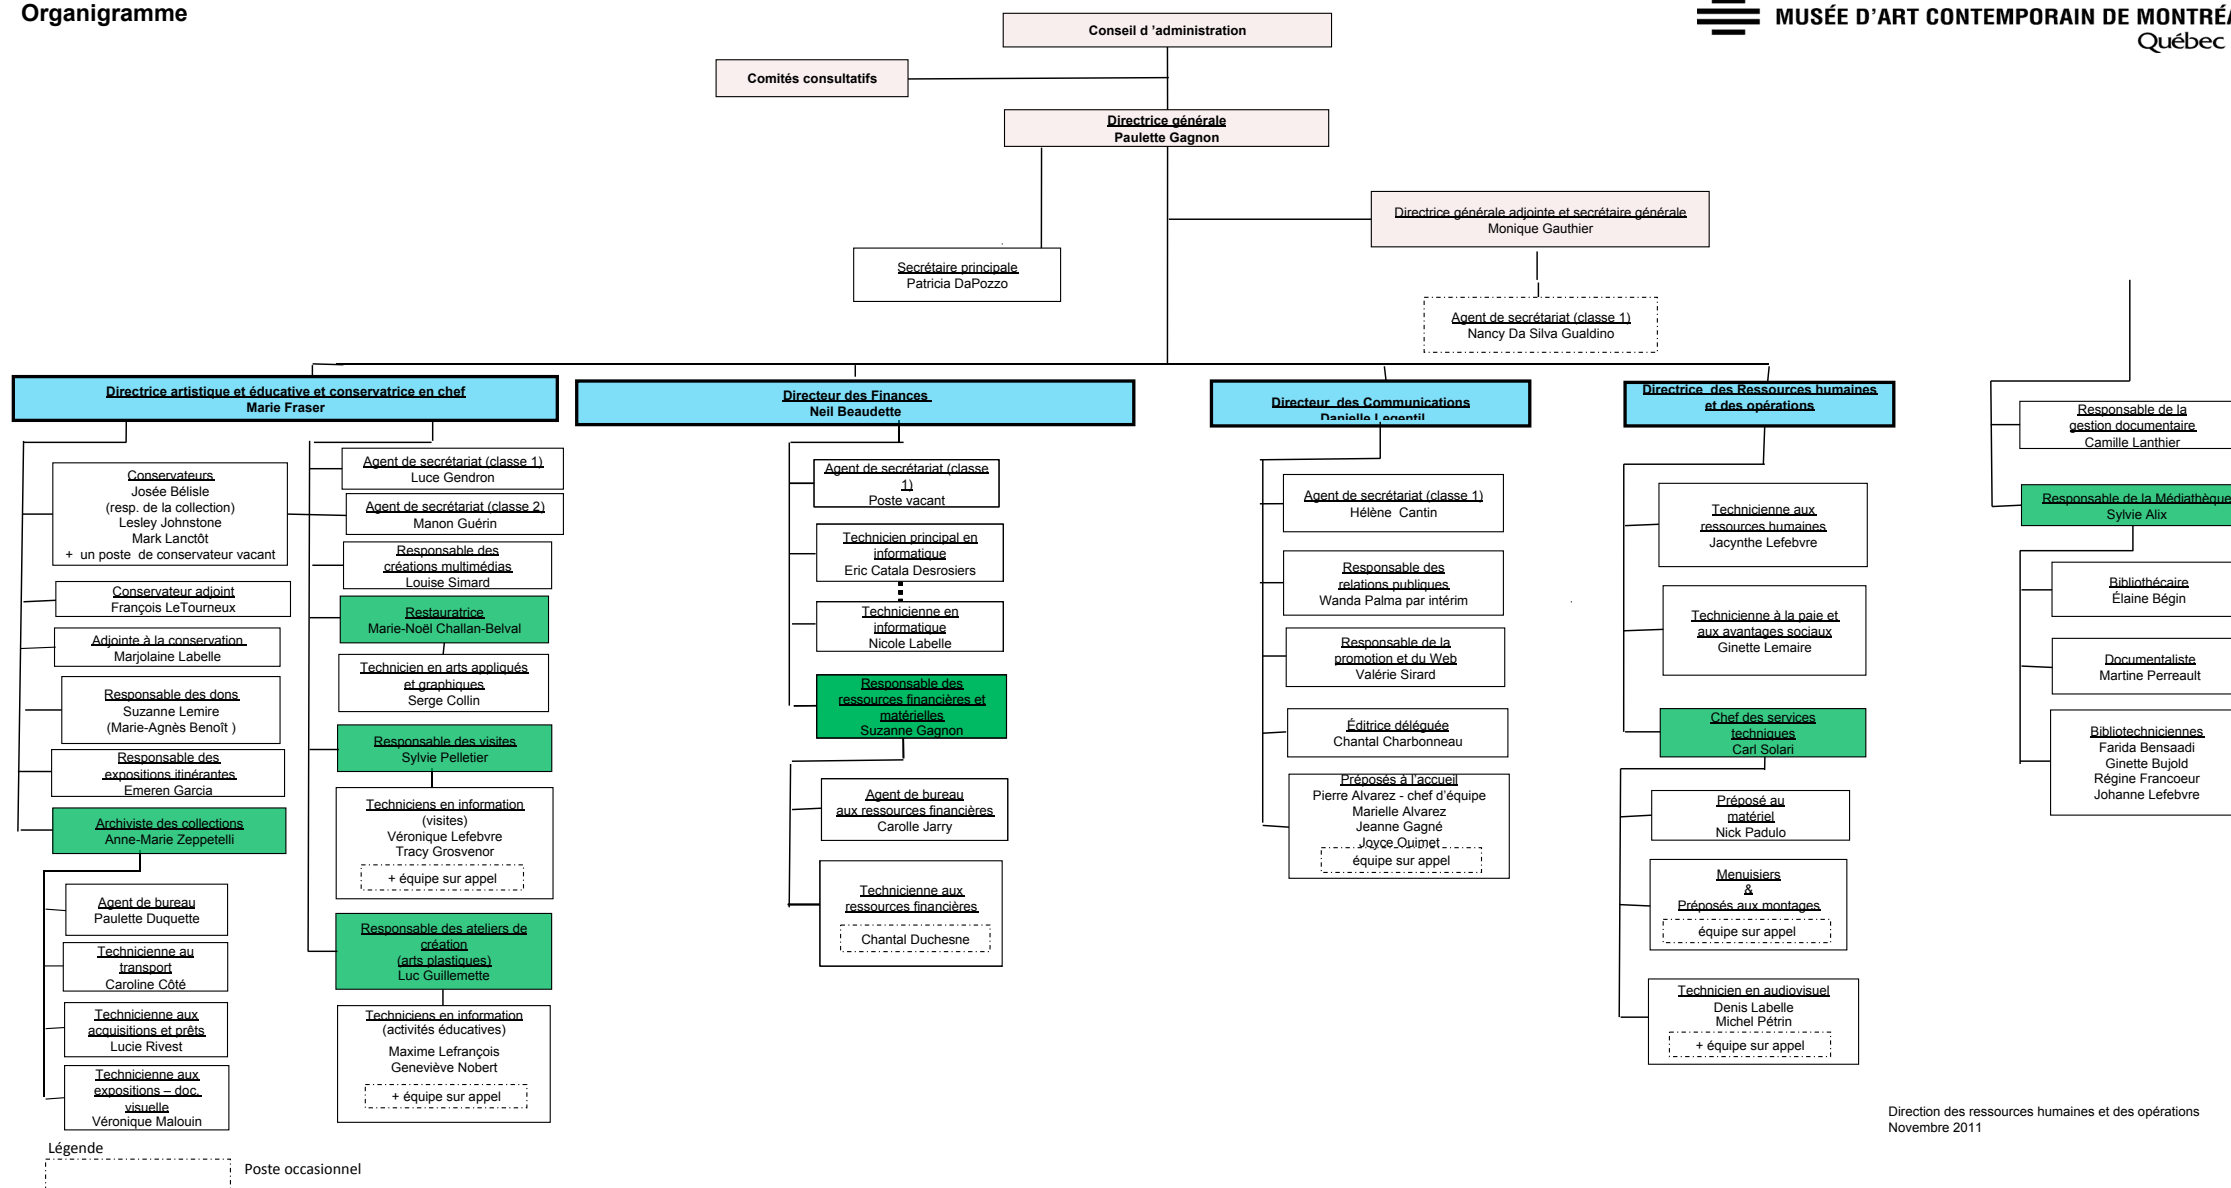 Organigramme
MUSÉE D'ART CONTEMPORAIN DE MONTRÉA
Québec
Conseil d 'administration
Comités consultatifs
Directrice générale
Paulette Gagnon
Directrice générale adjointe et secrétaire générale
Monique Gauthier
Secrétaire principale
Patricia DaPozzo
Agent de secrétariat (classe 1)
Nancy Da Silva Gualdino
Directrice artistique et éducative et conservatrice en chef
Marie Fraser
Conservateurs
Josée Bélisle
(resp. de la collection)
Lesley Johnstone
Mark Lanctôt
+ un poste de conservateur vacant
Conservateur adjoint
François LeTourneux
Adjointe à la conservation
Marjolaine Labelle
Responsable des dons
Suzanne Lemire
(Marie-Agnès Benoît )
Responsable des
expositions itinérantes
Emeren Garcia
Archiviste des collections
Anne-Marie Zeppetelli
Agent de bureau
Paulette Duquette
Technicienne au
transport
Caroline Côté
Technicienne aux
acquisitions et prêts
Lucie Rivest
Technicienne aux
expositions – doc.
visuelle
Véronique Malouin
Agent de secrétariat (classe 1)
Luce Gendron
Agent de secrétariat (classe 2)
Manon Guérin
Responsable des
créations multimédias
Louise Simard
Restauratrice
Marie-Noël Challan-Belval
Technicien en arts appliqués
et graphiques
Serge Collin
Responsable des visites
Sylvie Pelletier
Techniciens en information
(visites)
Véronique Lefebvre
Tracy Grosvenor
+ équipe sur appel
Responsable des ateliers de
création
(arts plastiques)
Luc Guillemette
Techniciens en information
(activités éducatives)
Maxime Lefrançois
Geneviève Nobert
+ équipe sur appel
Directeur des Finances
Neil Beaudette
Agent de secrétariat (classe
1)
Poste vacant
Technicien principal en
informatique
Eric Catala Desrosiers
Technicienne en
informatique
Nicole Labelle
Responsable des
ressources financières et
matérielles
Suzanne Gagnon
Agent de bureau
aux ressources financières
Carolle Jarry
Technicienne aux
ressources financières
Chantal Duchesne
Directeur des Communications
Danielle Legentil
Agent de secrétariat (classe 1)
Hélène Cantin
Responsable des
relations publiques
Wanda Palma par intérim
Responsable de la
promotion et du Web
Valérie Sirard
Éditrice déléguée
Chantal Charbonneau
Préposés à l'accueil
Pierre Alvarez - chef d'équipe
Marielle Alvarez
Jeanne Gagné
Joyce Ouimet
équipe sur appel
Directrice des Ressources humaines
et des opérations
Technicienne aux
ressources humaines
Jacynthe Lefebvre
Technicienne à la paie et
aux avantages sociaux
Ginette Lemaire
Chef des services
techniques
Carl Solari
Préposé au
matériel
Nick Padulo
Menuisiers
&
Préposés aux montages
équipe sur appel
Technicien en audiovisuel
Denis Labelle
Michel Pétrin
+ équipe sur appel
Responsable de la
gestion documentaire
Camille Lanthier
Responsable de la Médiathèque
Sylvie Alix
Bibliothécaire
Élaine Bégin
Documentaliste
Martine Perreault
Bibliotechniciennes
Farida Bensaadi
Ginette Bujold
Régine Francoeur
Johanne Lefebvre
Direction des ressources humaines et des opérations
Novembre 2011
Légende
Poste occasionnel